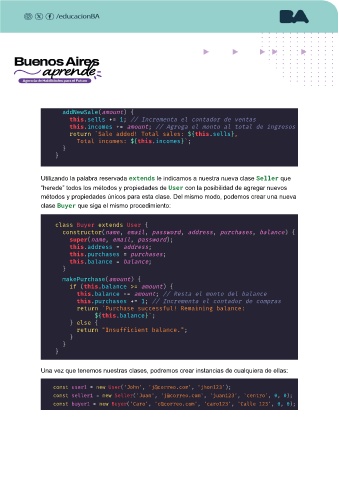 /educacionBA
BA
Buenos Aires
aprende
Agencia de Habilidades para el Futuro
addNewSale(amount) {
this.sells += 1; // Incrementa el contador de ventas
this.incomes += amount; // Agrega el monto al total de ingresos
return `Sale added! Total sales: ${this.sells},
Total incomes: ${this.incomes}`;
}
}
Utilizando la palabra reservada extends le indicamos a nuestra nueva clase Seller que
"herede" todos los métodos y propiedades de User con la posibilidad de agregar nuevos
métodos y propiedades únicos para esta clase. Del mismo modo, podemos crear una nueva
clase Buyer que siga el mismo procedimiento:
class Buyer extends User {
constructor(name, email, password, address, purchases, balance) {
super(name, email, password);
this.address = address;
this.purchases = purchases;
this.balance = balance;
}
makePurchase(amount) {
if (this.balance >= amount) {
this.balance -= amount; // Resta el monto del balance
this.purchases += 1; // Incrementa el contador de compras
return `Purchase successful! Remaining balance:
${this.balance}`;
} else {
return "Insufficient balance.";
}
}
}
Una vez que tenemos nuestras clases, podremos crear instancias de cualquiera de ellas:
const user1 = new User('John', 'j@correo.com', 'jhon123');
const seller1 = new Seller('Juan', 'j@correo.com', 'juan123', 'centro', 0, 0);
const buyer1 = new Buyer('Caro', 'c@correo.com', 'caro123', 'Calle 123', 0, 0);